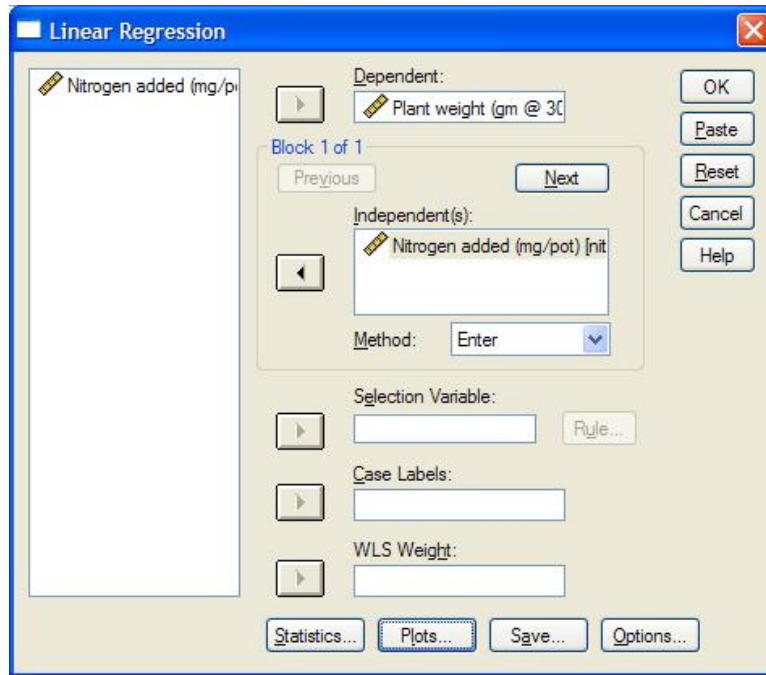 Linear Regression
Nitrogen added (mg/p
Dependent:
Plant weight (gm @ 30
Block 1 of 1
Previous
Next
Independent(s):
Nitrogen added (mg/pot) [nit
Method:
Enter
Selection Variable:
Rule...
Case Labels:
WLS Weight:
Statistics...
Plots...
Save...
Options...
OK
Paste
Reset
Cancel
Help